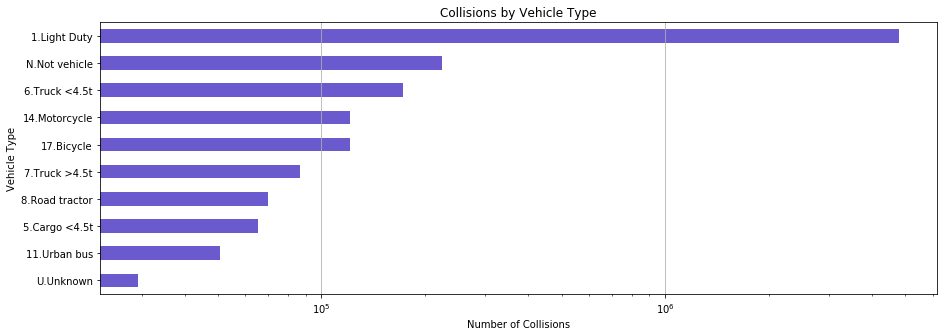 Collisions by Vehicle Type
Vehicle Type
1.Light Duty
N.Not vehicle
6.Truck <4.5t
14.Motorcycle
17.Bicycle
7.Truck >4.5t
8.Road tractor
5.Cargo <4.5t
11.Urban bus
U.Unknown
10⁵ 10⁶
Number of Collisions